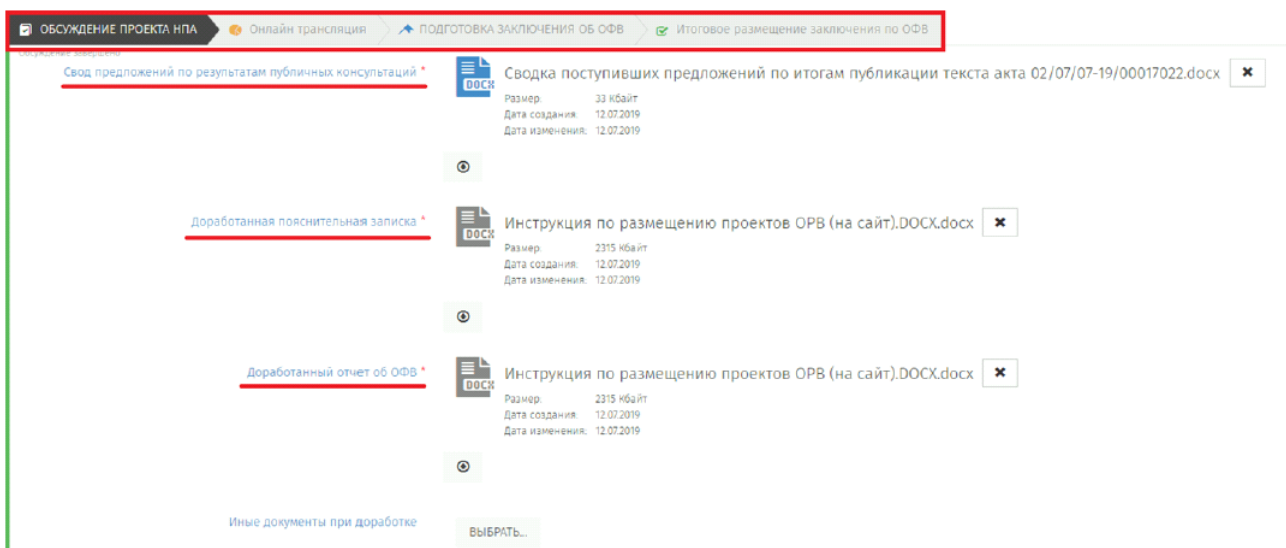 ОБСУЖДЕНИЕ ПРОЕКТА НПА Онлайн трансляция ПОДГОТОВКА ЗАКЛЮЧЕНИЯ ОБ ОФВ Итоговое размещение заключения по ОФВ
Обсуждение завершено
Свод предложений по результатам публичных консультаций * DOCX Сводка поступивших предложений по итогам публикации текста акта 02/07/07-19/00017022.docx
Размер: 33 Кбайт
Дата создания: 12.07.2019
Дата изменения: 12.07.2019
Доработанная пояснительная записка * DOCX Инструкция по размещению проектов ОРВ (на сайт).DOCX.docx
Размер: 2315 Кбайт
Дата создания: 12.07.2019
Дата изменения: 12.07.2019
Доработанный отчет об ОФВ * DOCX Инструкция по размещению проектов ОРВ (на сайт).DOCX.docx
Размер: 2315 Кбайт
Дата создания: 12.07.2019
Дата изменения: 12.07.2019
Иные документы при доработке ВЫБРАТЬ...